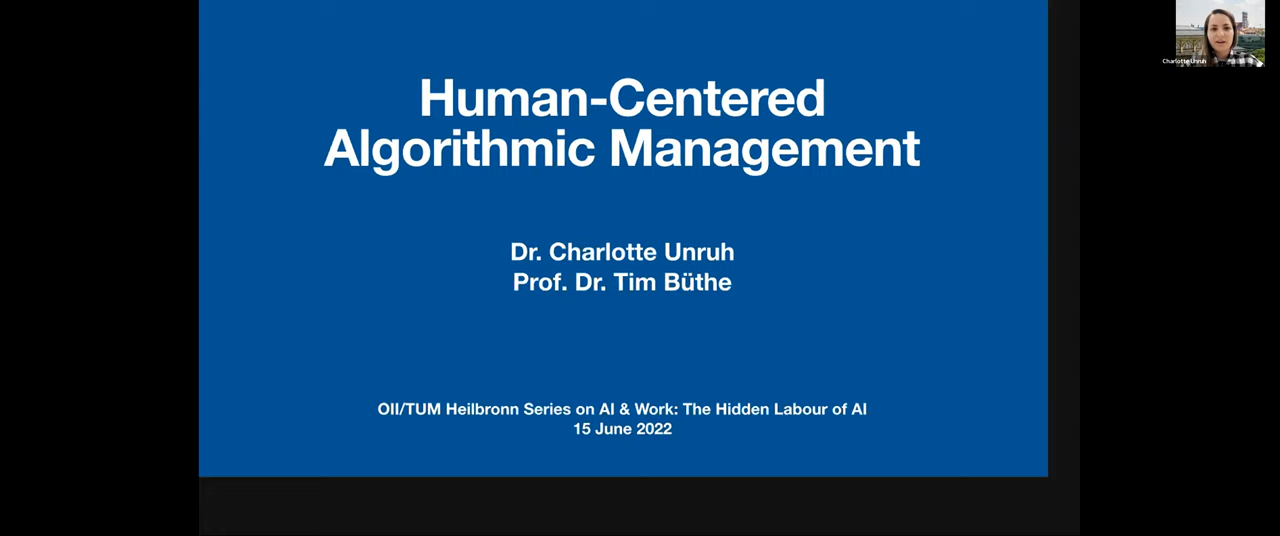 Human-Centered
Algorithmic Management
Dr. Charlotte Unruh
Prof. Dr. Tim Büthe
OII/TUM Heilbronn Series on AI & Work: The Hidden Labour of AI
15 June 2022
Charlotte Unruh